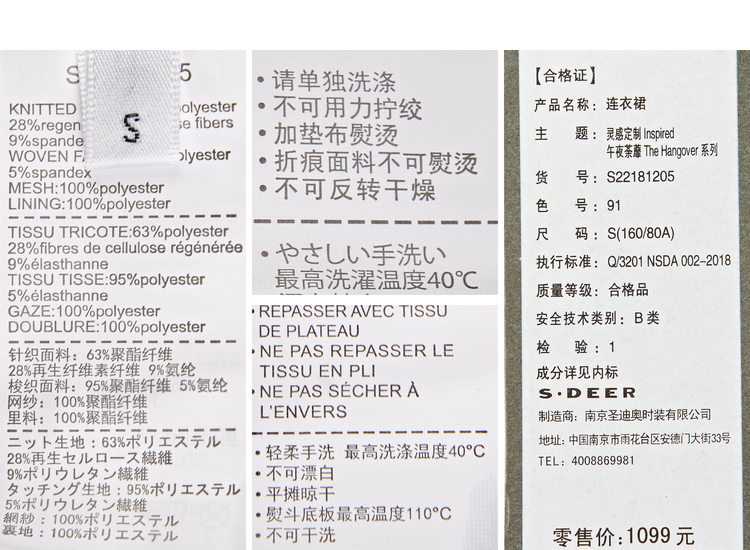 S
5
S
KNITTED
olyester
28%regen
se fibers
9%spandex
WOVEN FA
polyester
5%spandex
MESH:100%polyester
LINING:100%polyester
TISSU TRICOTE:63%polyester
28%fibres de cellulose régénérée
9%élasthanne
TISSU TISSE:95%polyester
5%élasthanne
GAZE:100%polyester
DOUBLURE:100%polyester
针织面料: 63%聚酯纤维
28%再生纤维素纤维 9%氨纶
梭织面料: 95%聚酯纤维 5%氨纶
网纱: 100%聚酯纤维
里料: 100%聚酯纤维
ニット生地:63%ポリエステル
28%再生セルロース繊維
9%ポリウレタン繊維
タッチング生地:95%ポリエステル
5%ポリウレタン繊維
網紗:100%ポリエステル
裏地:100%ポリエステル
• 请单独洗涤
• 不可用力拧绞
• 加垫布熨烫
• 折痕面料不可熨烫
• 不可反转干燥
• やさしい手洗い
最高洗濯温度40℃
• REPASSER AVEC TISSU
DE PLATEAU
• NE PAS REPASSER LE
TISSU EN PLI
• NE PAS SÉCHER À
L'ENVERS
• 轻柔手洗 最高洗涤温度40°C
• 不可漂白
• 平摊晾干
• 熨斗底板最高温度110°C
• 不可干洗
【合格证】
产品名称: 连衣裙
主 题: 灵感定制 Inspired
午夜荼蘼 The Hangover 系列
货 号: S22181205
色 号: 91
尺 码: S(160/80A)
执行标准: Q/3201 NSDA 002-2018
质量等级: 合格品
安全技术类别: B 类
检 验: 1
成分详见内标
S·DEER
制造商: 南京圣迪奥时装有限公司
地址: 中国南京市雨花台区安德门大街33号
TEL: 4008869981
零售价: 1099 元